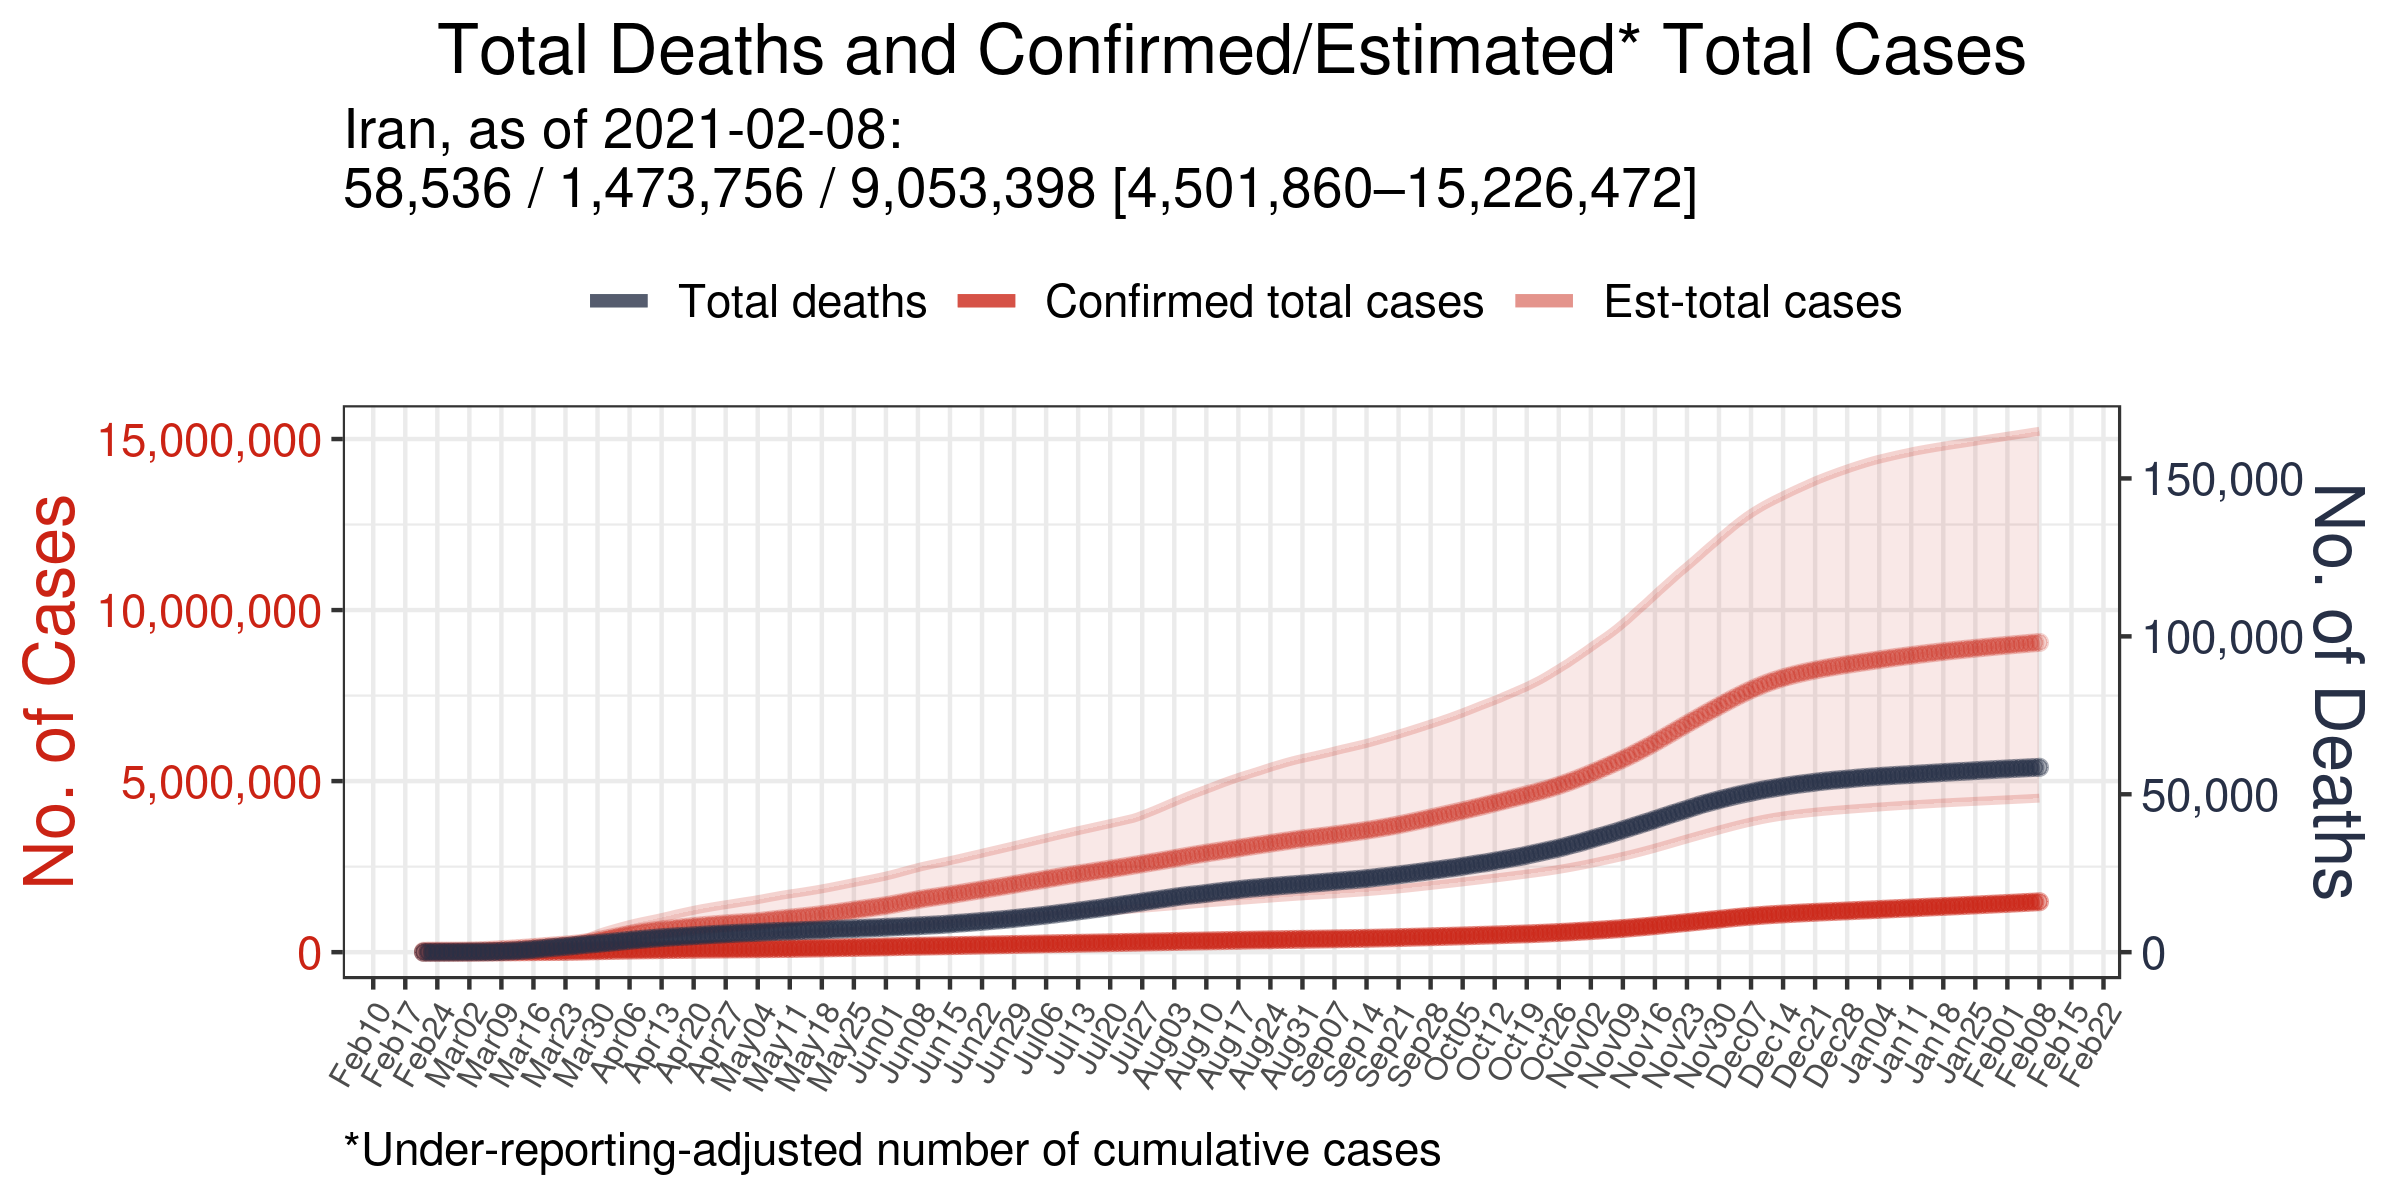 Total Deaths and Confirmed/Estimated* Total Cases
Iran, as of 2021-02-08:
58,536 / 1,473,756 / 9,053,398 [4,501,860–15,226,472]
Total deaths Confirmed total cases Est-total cases
No. of Cases
15,000,000
10,000,000
5,000,000
0
150,000
100,000
50,000
0
No. of Deaths
Feb10 Feb17 Feb24 Mar02 Mar09 Mar16 Mar23 Mar30 Apr06 Apr13 Apr20 Apr27 May04 May11 May18 May25 Jun01 Jun08 Jun15 Jun22 Jun29 Jul06 Jul13 Jul20 Jul27 Aug03 Aug10 Aug17 Aug24 Aug31 Sep07 Sep14 Sep21 Sep28 Oct05 Oct12 Oct19 Oct26 Nov02 Nov09 Nov16 Nov23 Nov30 Dec07 Dec14 Dec21 Dec28 Jan04 Jan11 Jan18 Jan25 Feb01 Feb08 Feb15 Feb22
*Under-reporting-adjusted number of cumulative cases